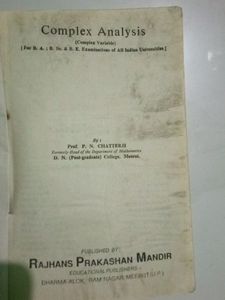 Complex Analysis
(Complex Variable)
[For B. A.; B. Sc. & B. E. Examinations of All Indian Universities]
By :
Prof. P. N. CHATTERJI
Formerly Head of the Department of Mathematics
D. N. (Post-graduate) College, Meerut.
PUBLISHED BY :
RAJHANS PRAKASHAN MANDIR
EDUCATIONAL PUBLISHERS
DHARMA ALOK, RAM NAGAR MEERUT (U.P.)